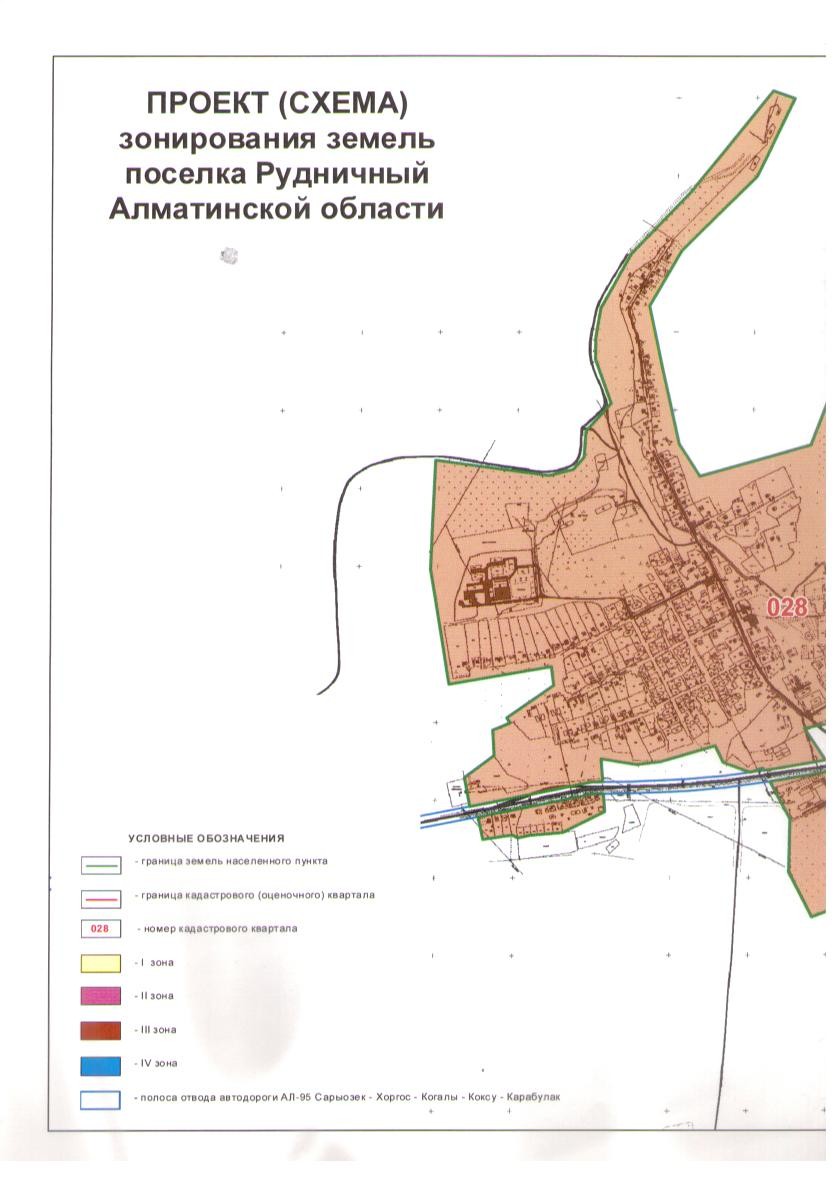 ПРОЕКТ (СХЕМА)
зонирования земель
поселка Рудничный
Алматинской области
028
УСЛОВНЫЕ ОБОЗНАЧЕНИЯ
- граница земель населенного пункта
- граница кадастрового (оценочного) квартала
028 - номер кадастрового квартала
- I зона
- II зона
- III зона
- IV зона
- полоса отвода автодороги АЛ-95 Сарыозек - Хоргос - Когалы - Коксу - Карабулак